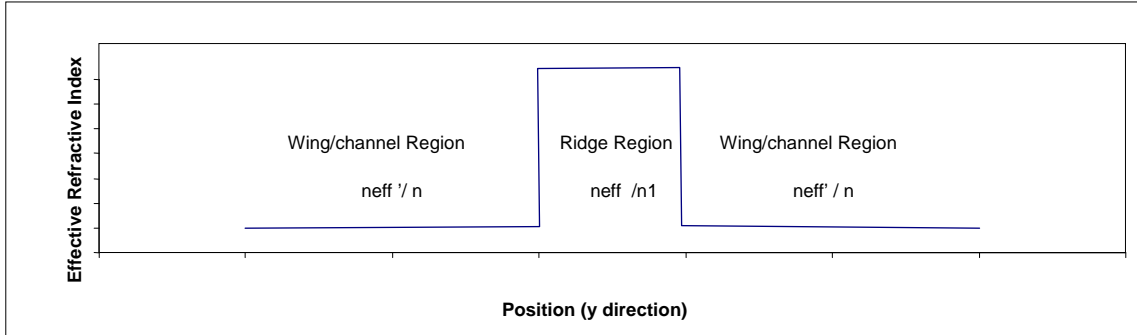 Effective Refractive Index
Wing/channel Region Ridge Region Wing/channel Region
neff '/ n neff /n1 neff' / n
Position (y direction)